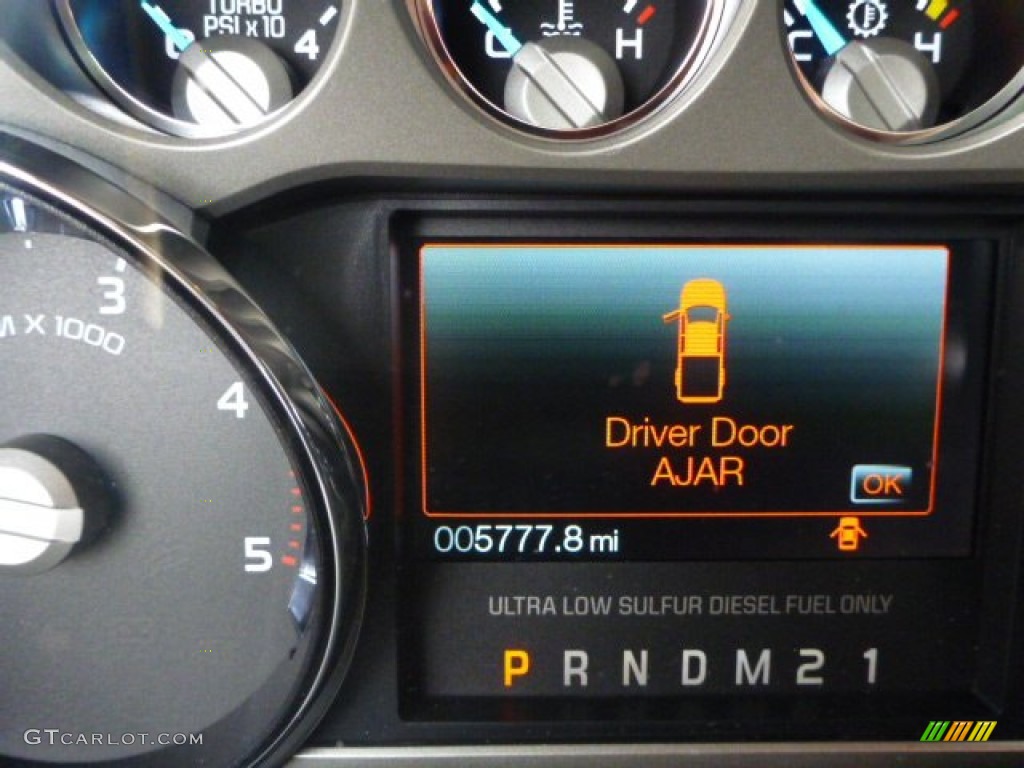 TURBO
PSI x 10
0 4
C H
C 4
3
M X 1000
4
5
Driver Door
AJAR
OK
005777.8 mi
ULTRA LOW SULFUR DIESEL FUEL ONLY
P R N D M 2 1
GTCARLOT.COM